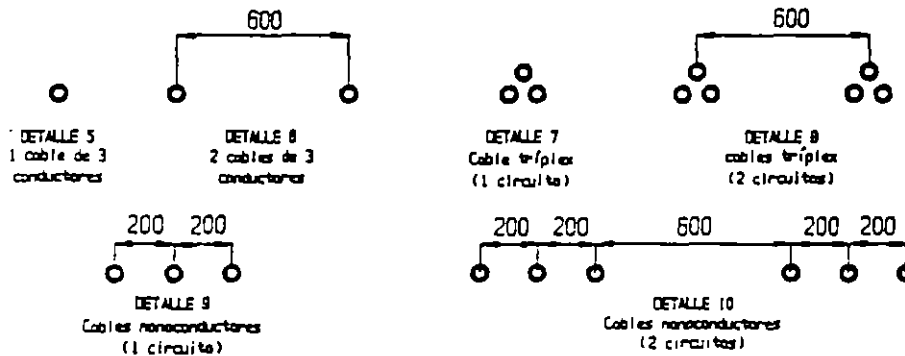 600
600
DETALLE 5
1 cable de 3
conductores
DETALLE 6
2 cables de 3
conductores
DETALLE 7
Cable tríplex
(1 circuito)
DETALLE 8
cables tríplex
(2 circuitos)
200 200
DETALLE 9
Cables monoconductores
(1 circuito)
200 200 600 200 200
DETALLE 10
Cables monoconductores
(2 circuitos)